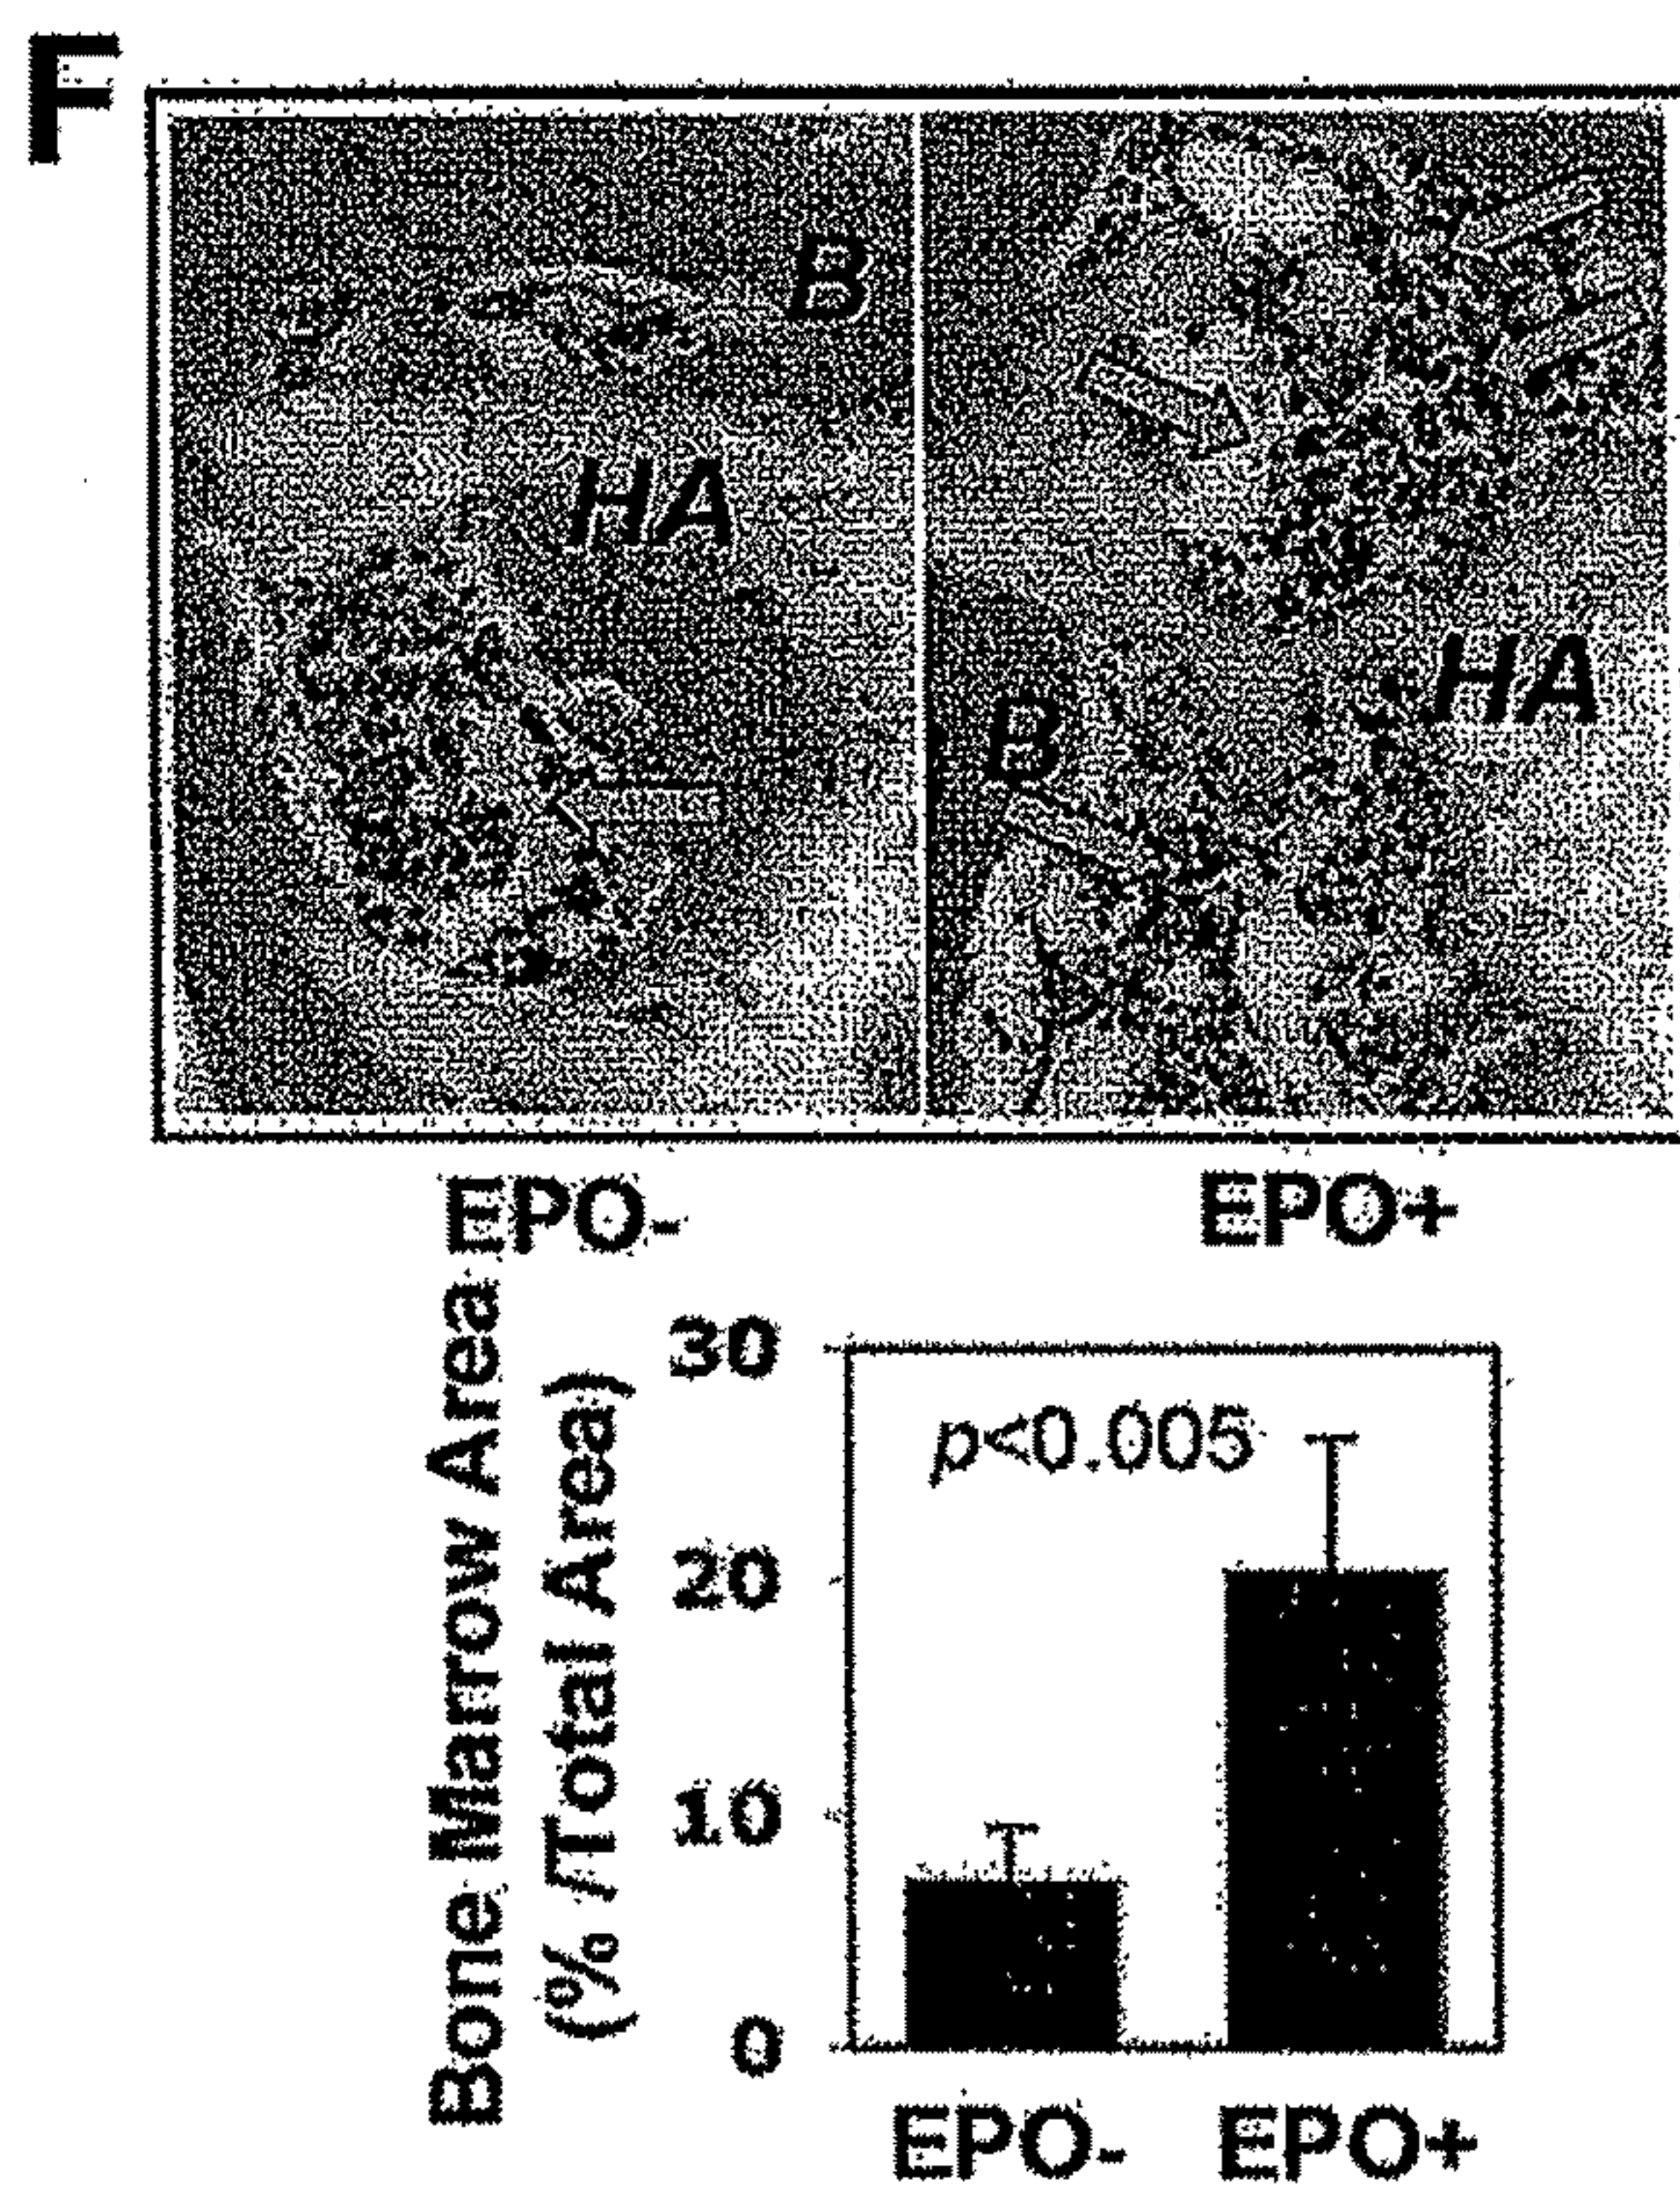 F
B
HA
B
HA
EPO-
EPO+
Bone Marrow Area
(% /Total Area)
30
20
10
0
p<0.005
EPO-
EPO+